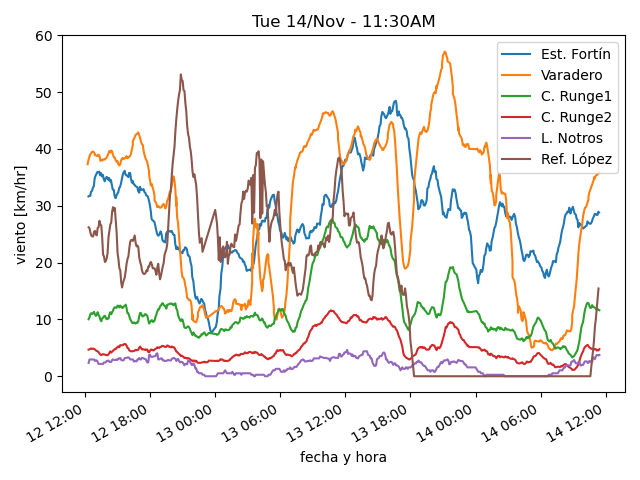 Tue 14/Nov - 11:30AM
Est. Fortín
Varadero
C. Runge1
C. Runge2
L. Notros
Ref. López
viento [km/hr]
60
50
40
30
20
10
0
12 12:00
12 18:00
13 00:00
13 06:00
13 12:00
13 18:00
14 00:00
14 06:00
14 12:00
fecha y hora